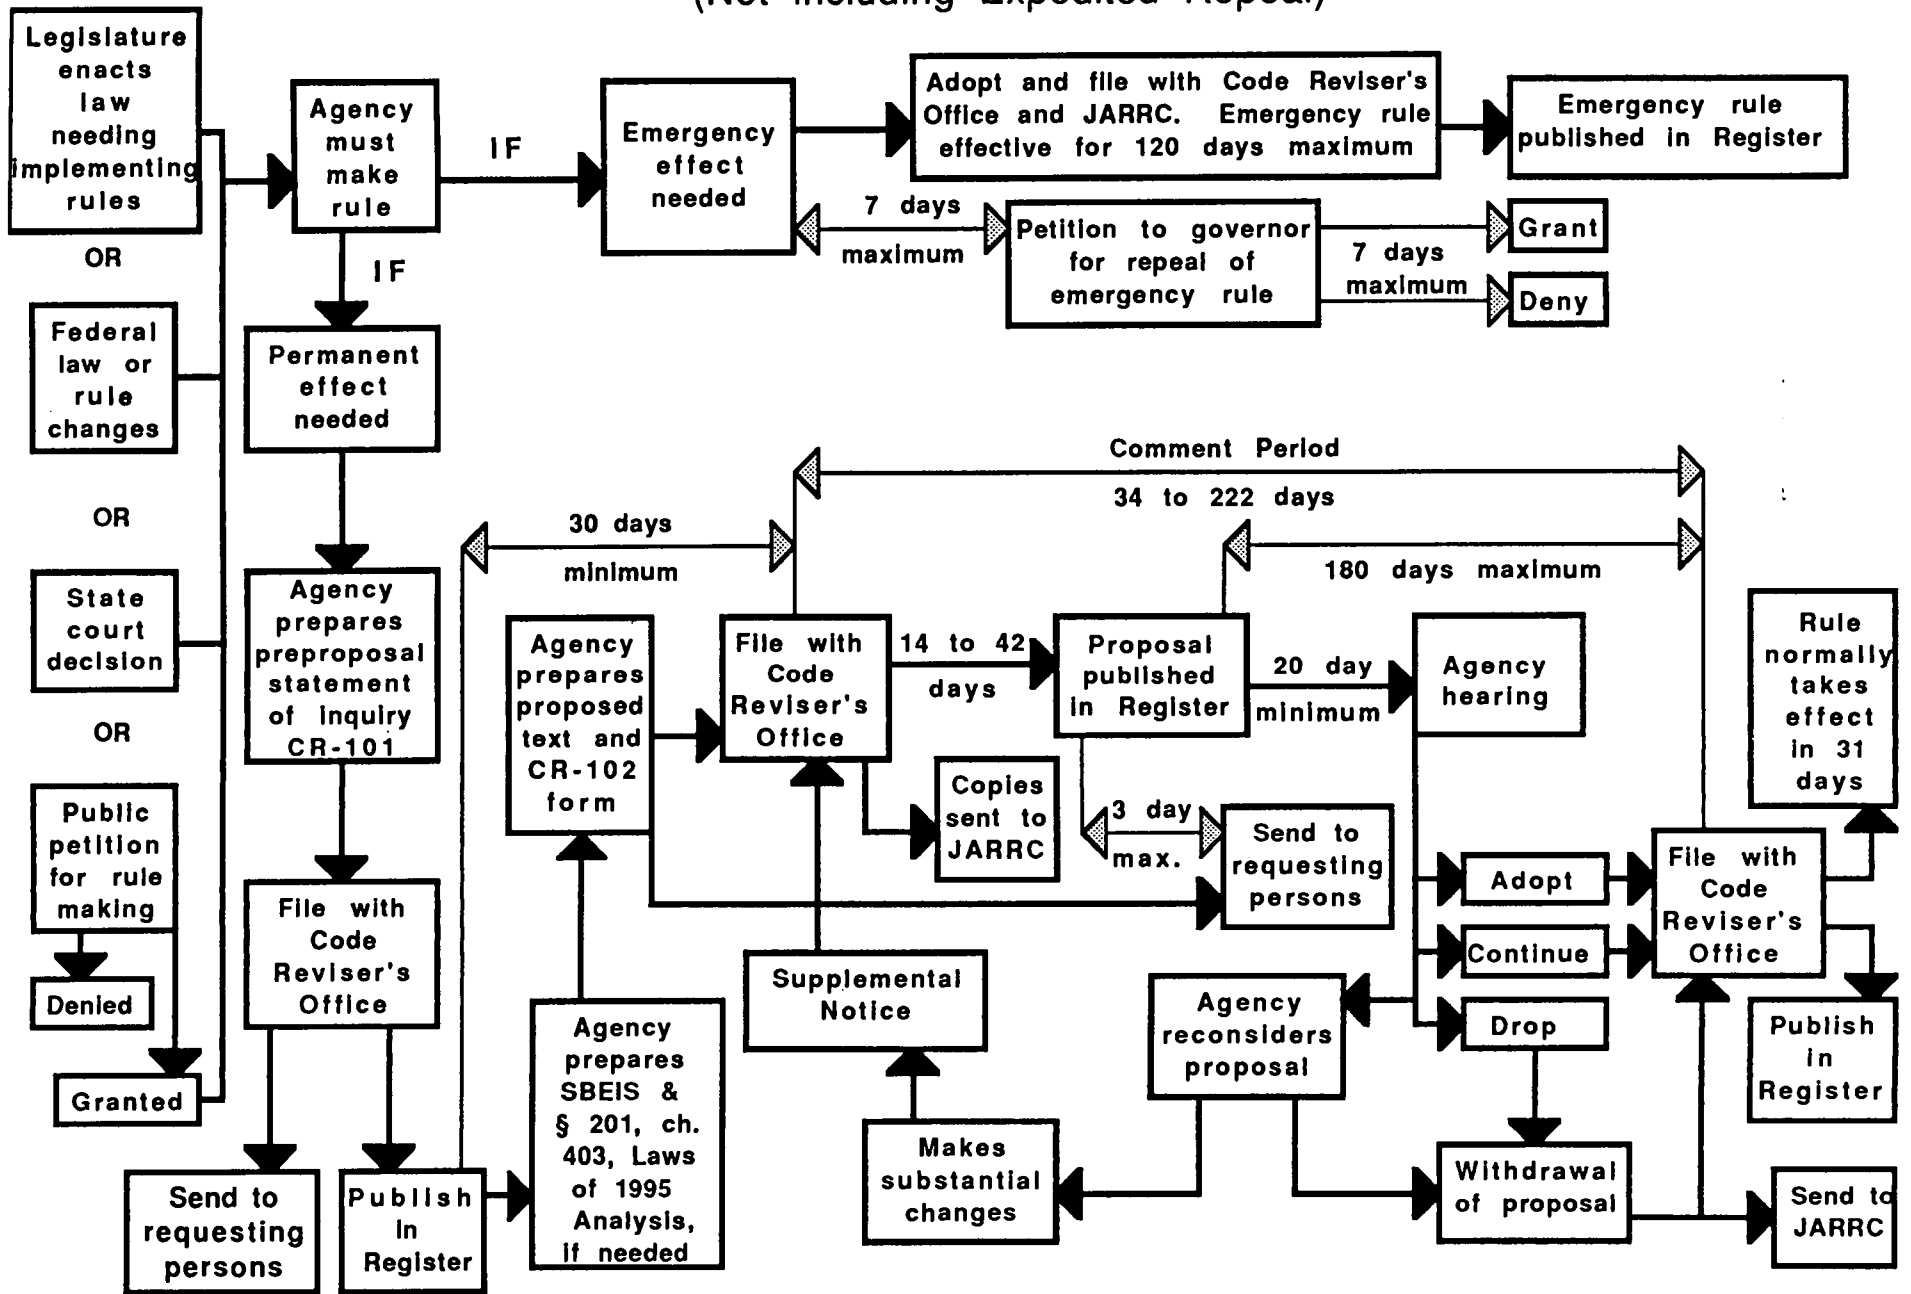 (Not Including Expedited Repeal)
Legislature
enacts
law
needing
implementing
rules
OR
Federal
law or
rule
changes
OR
State
court
decision
OR
Public
petition
for rule
making
Denied
Granted
Agency
must
make
rule
IF
IF
Emergency
effect
needed
Adopt and file with Code Reviser's
Office and JARRC. Emergency rule
effective for 120 days maximum
Emergency rule
published in Register
7 days
maximum
Petition to governor
for repeal of
emergency rule
7 days
maximum
Grant
Deny
Permanent
effect
needed
Agency
prepares
preproposal
statement
of inquiry
CR-101
File with
Code
Reviser's
Office
Send to
requesting
persons
Publish
in
Register
30 days
minimum
Agency
prepares
SBEIS &
§ 201, ch.
403, Laws
of 1995
Analysis,
if needed
Agency
prepares
proposed
text and
CR-102
form
File with
Code
Reviser's
Office
Comment Period
34 to 222 days
180 days maximum
14 to 42
days
Proposal
published
in Register
20 day
minimum
Agency
hearing
Copies
sent to
JARRC
3 day
max.
Send to
requesting
persons
Supplemental
Notice
Makes
substantial
changes
Agency
reconsiders
proposal
Adopt
Continue
Drop
Withdrawal
of proposal
File with
Code
Reviser's
Office
Rule
normally
takes
effect
in 31
days
Publish
in
Register
Send to
JARRC